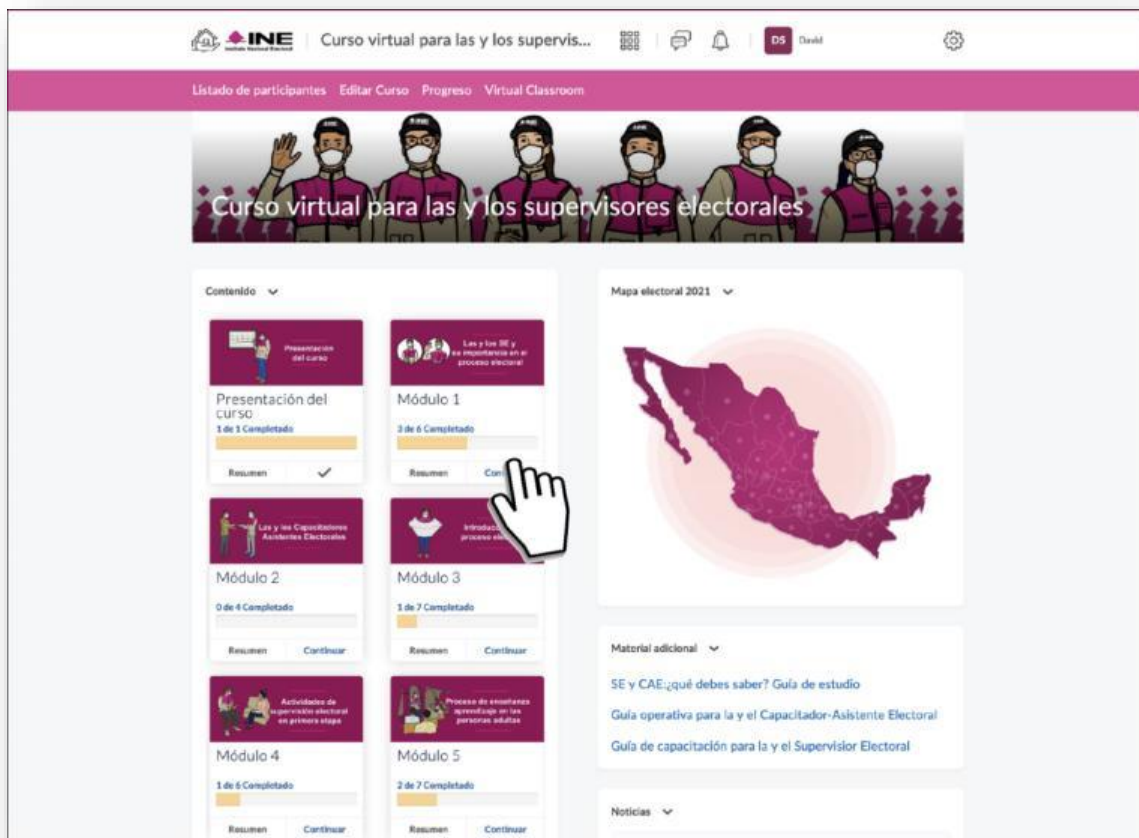 INE
Instituto Nacional Electoral
Curso virtual para las y los supervis...
DS
David
Listado de participantes Editar Curso Progreso Virtual Classroom
Curso virtual para las y los supervisores electorales
Contenido
Presentación
del curso
Presentación del
curso
1 de 1 Completado
Resumen
Las y los SE y
su importancia en el
proceso electoral
Módulo 1
3 de 6 Completado
Resumen
Las y los Capacitadores
Asistentes Electorales
Módulo 2
0 de 4 Completado
Resumen Continuar
Módulo 3
1 de 7 Completado
Resumen Continuar
Actividades de
supervisión electoral
en primera etapa
Módulo 4
1 de 6 Completado
Resumen Continuar
Proceso de enseñanza
aprendizaje en las
personas adultas
Módulo 5
2 de 7 Completado
Resumen Continuar
Mapa electoral 2021
Material adicional
SE y CAE:¿qué debes saber? Guía de estudio
Guía operativa para la y el Capacitador-Asistente Electoral
Guía de capacitación para la y el Supervisior Electoral
Noticias